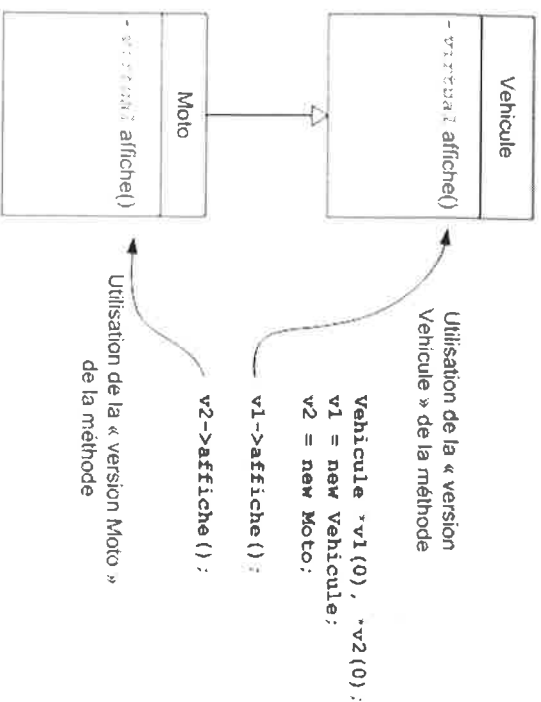 Vehicule
- virtual affiche()
Utilisation de la « version
Vehicule » de la méthode
Vehicule *v1(0), *v2(0);
v1 = new Vehicule;
v2 = new Moto;
v1->affiche();
v2->affiche();
Moto
- virtual affiche()
Utilisation de la « version Moto »
de la méthode